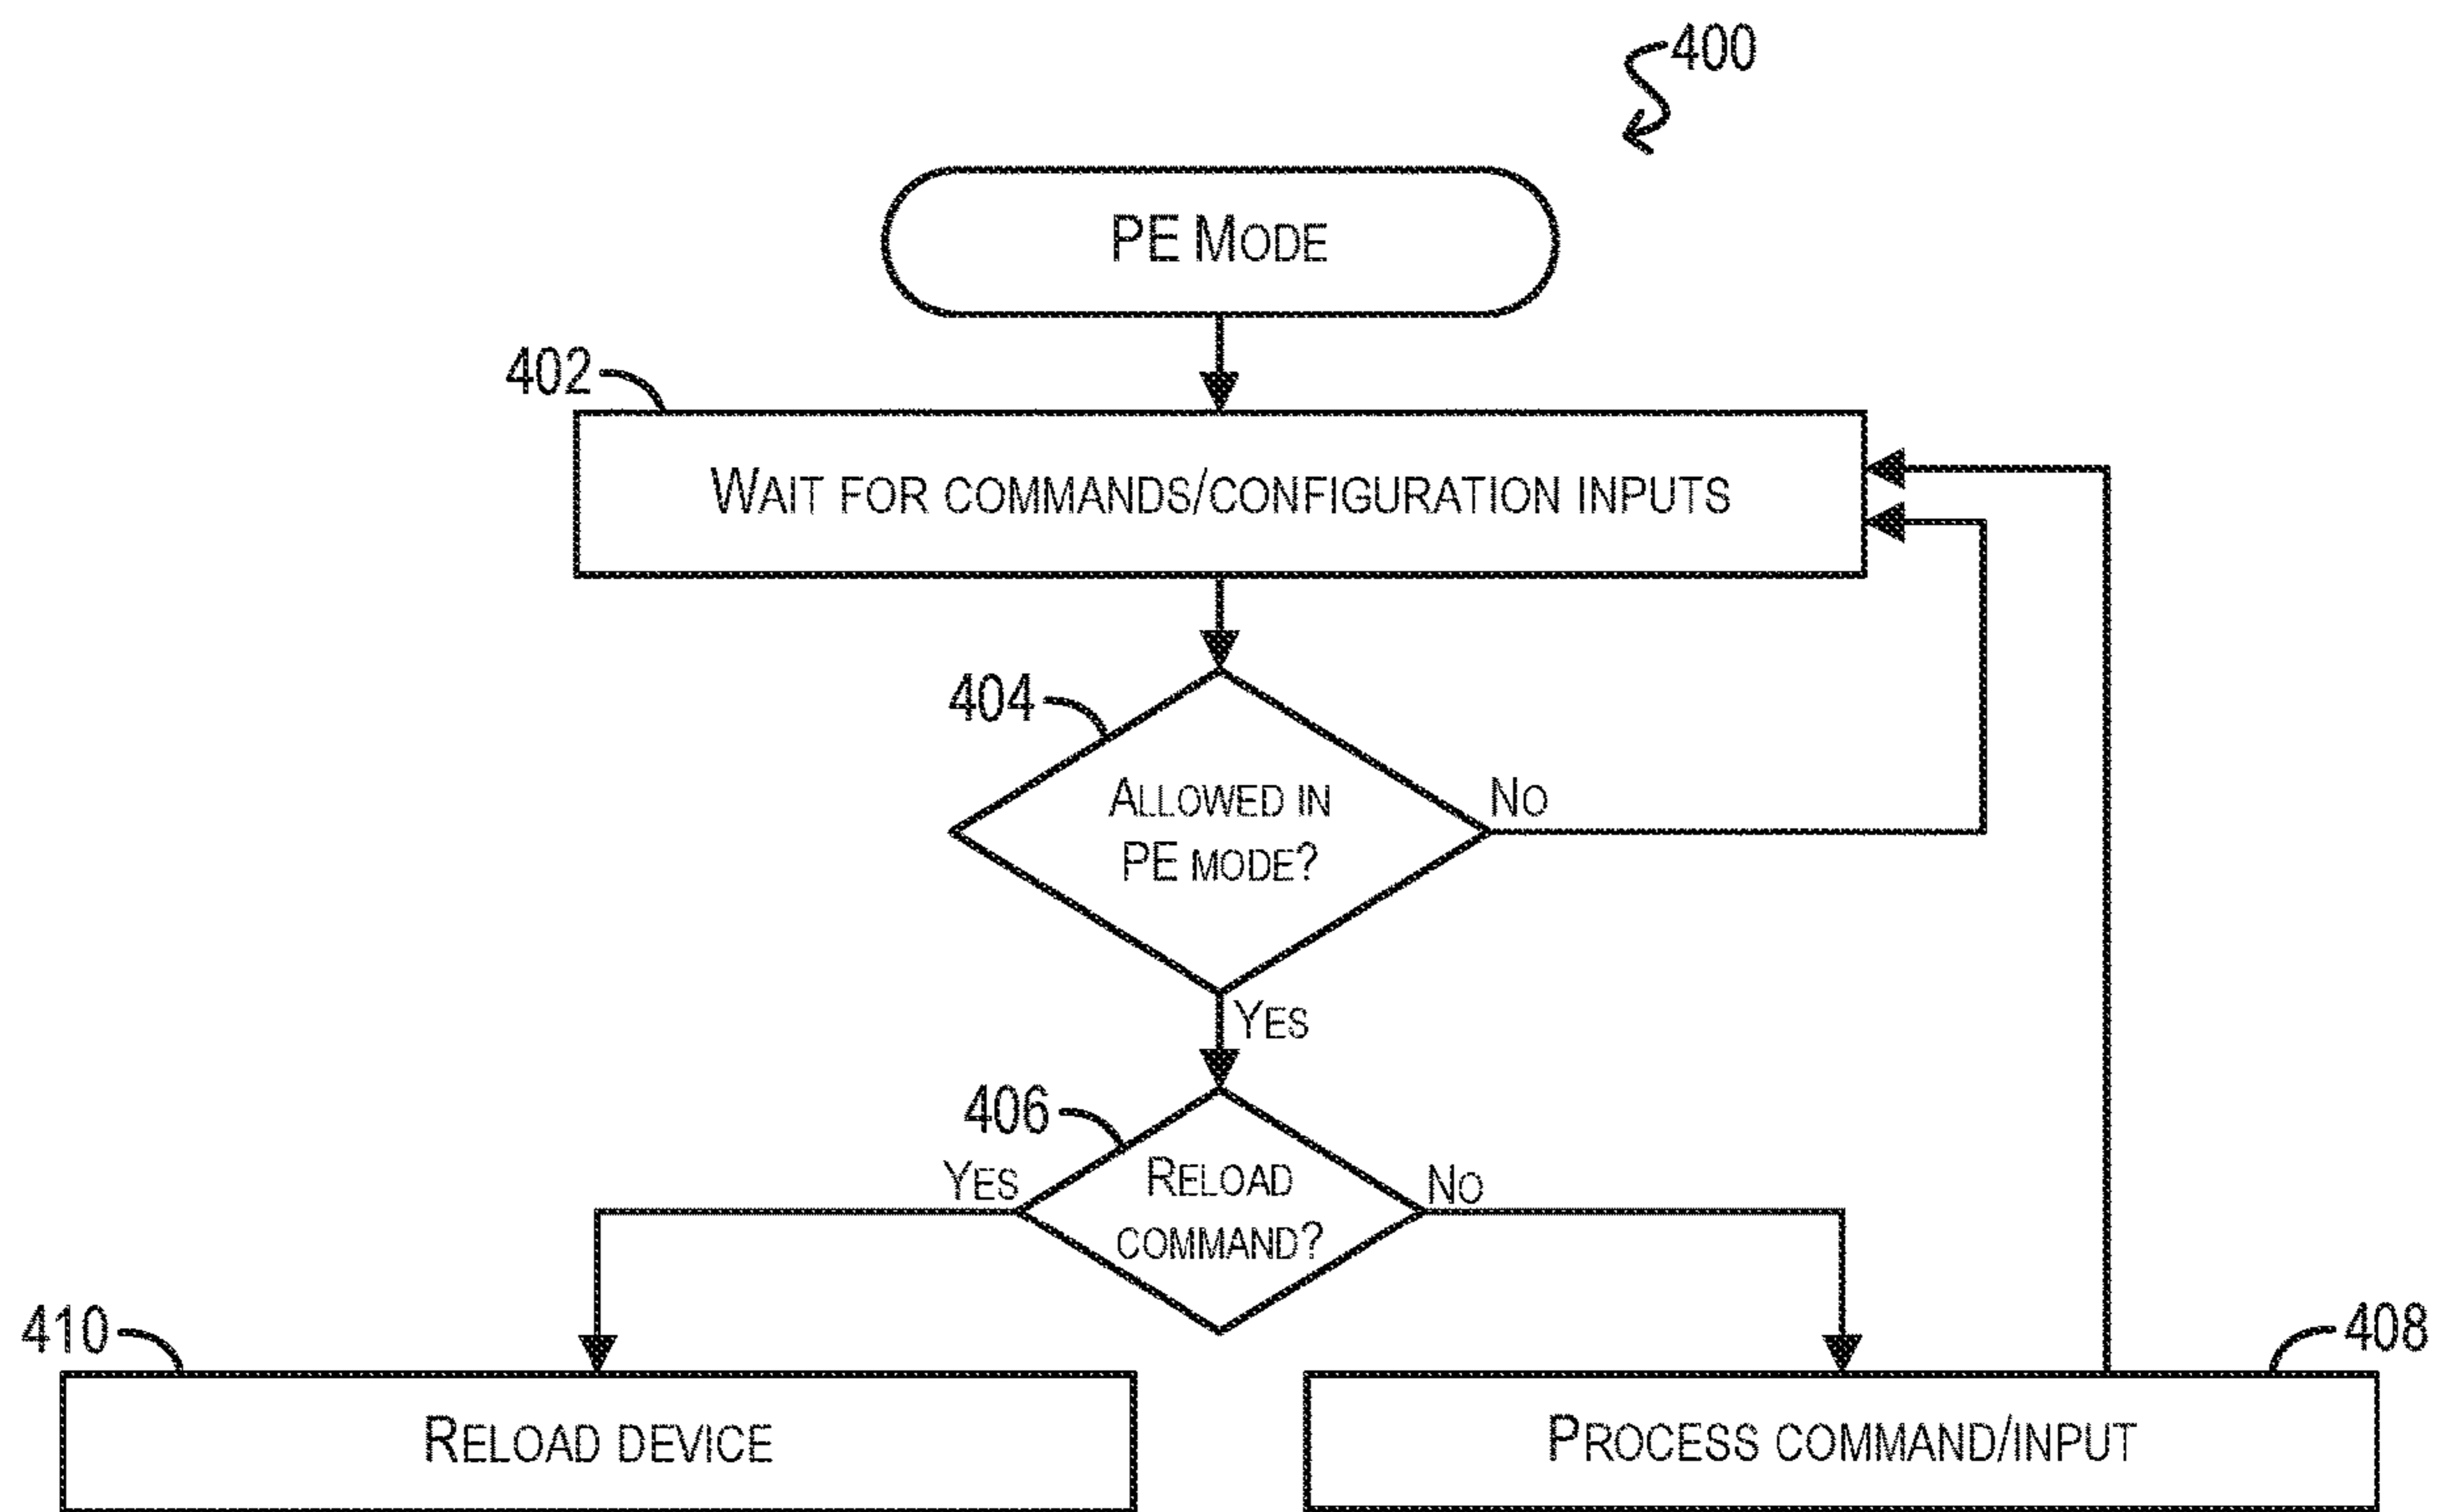 400
PE Mode
402
Wait for commands/configuration inputs
404
Allowed in
PE mode?
No
Yes
406
Yes
Reload
command?
No
410
408
Reload device
Process command/input